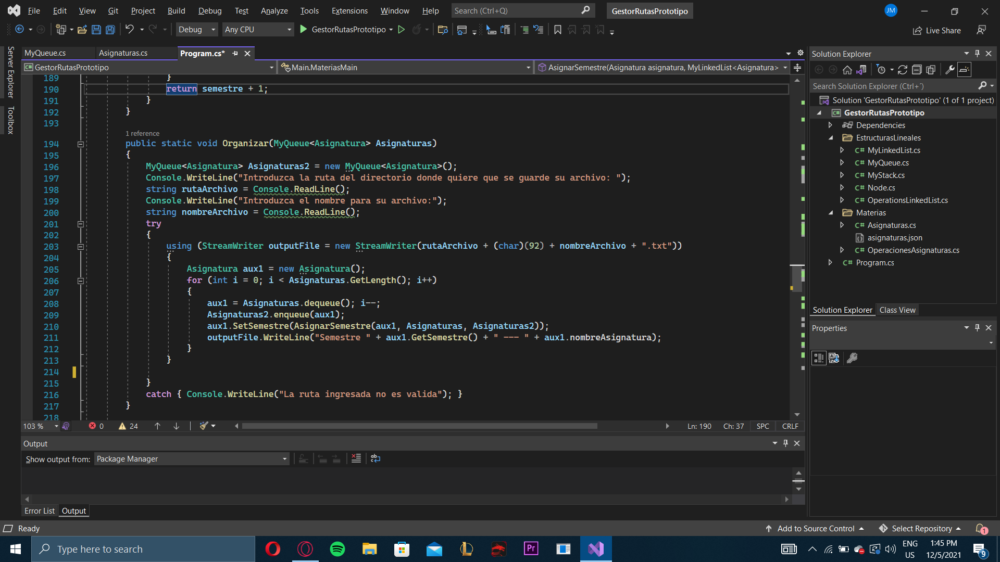 File Edit View Git Project Build Debug Test Analyze Tools Extensions Window Help Search (Ctrl+Q) GestorRutasPrototipo JM
Debug Any CPU GestorRutasPrototipo Live Share
Server Explorer
Toolbox
MyQueue.cs Asignaturas.cs Program.cs*
GestorRutasPrototipo Main.MateriasMain AsignarSemestre(Asignatura asignatura, MyLinkedList<Asignatura>
189 }
190 return semestre + 1;
191 }
192 }
193
1 reference
194 public static void Organizar(MyQueue<Asignatura> Asignaturas)
195 {
196 MyQueue<Asignatura> Asignaturas2 = new MyQueue<Asignatura>();
197 Console.WriteLine("Introduzca la ruta del directorio donde quiere que se guarde su archivo: ");
198 string rutaArchivo = Console.ReadLine();
199 Console.WriteLine("Introduzca el nombre para su archivo:");
200 string nombreArchivo = Console.ReadLine();
201 try
202 {
203 using (StreamWriter outputFile = new StreamWriter(rutaArchivo + (char)(92) + nombreArchivo + ".txt"))
204 {
205 Asignatura aux1 = new Asignatura();
206 for (int i = 0; i < Asignaturas.GetLength(); i++)
207 {
208 aux1 = Asignaturas.dequeue(); i--;
209 Asignaturas2.enqueue(aux1);
210 aux1.SetSemestre(AsignarSemestre(aux1, Asignaturas, Asignaturas2));
211 outputFile.WriteLine("Semestre " + aux1.GetSemestre() + " --- " + aux1.nombreAsignatura);
212 }
213 }
214
215 }
216 catch { Console.WriteLine("La ruta ingresada no es valida"); }
217 }
218
103 % 0 24 Ln: 190 Ch: 37 SPC CRLF
Output
Show output from: Package Manager
Error List Output
Solution Explorer
Search Solution Explorer (Ctrl+´)
Solution 'GestorRutasPrototipo' (1 of 1 project)
GestorRutasPrototipo
Dependencies
EstructurasLineales
C# MyLinkedList.cs
C# MyQueue.cs
C# MyStack.cs
C# Node.cs
C# OperationsLinkedList.cs
Materias
C# Asignaturas.cs
asignaturas.json
C# OperacionesAsignaturas.cs
C# Program.cs
Solution Explorer Class View
Properties
Ready Add to Source Control Select Repository 1
Type here to search Pr ENG US 1:45 PM 12/5/2021 9